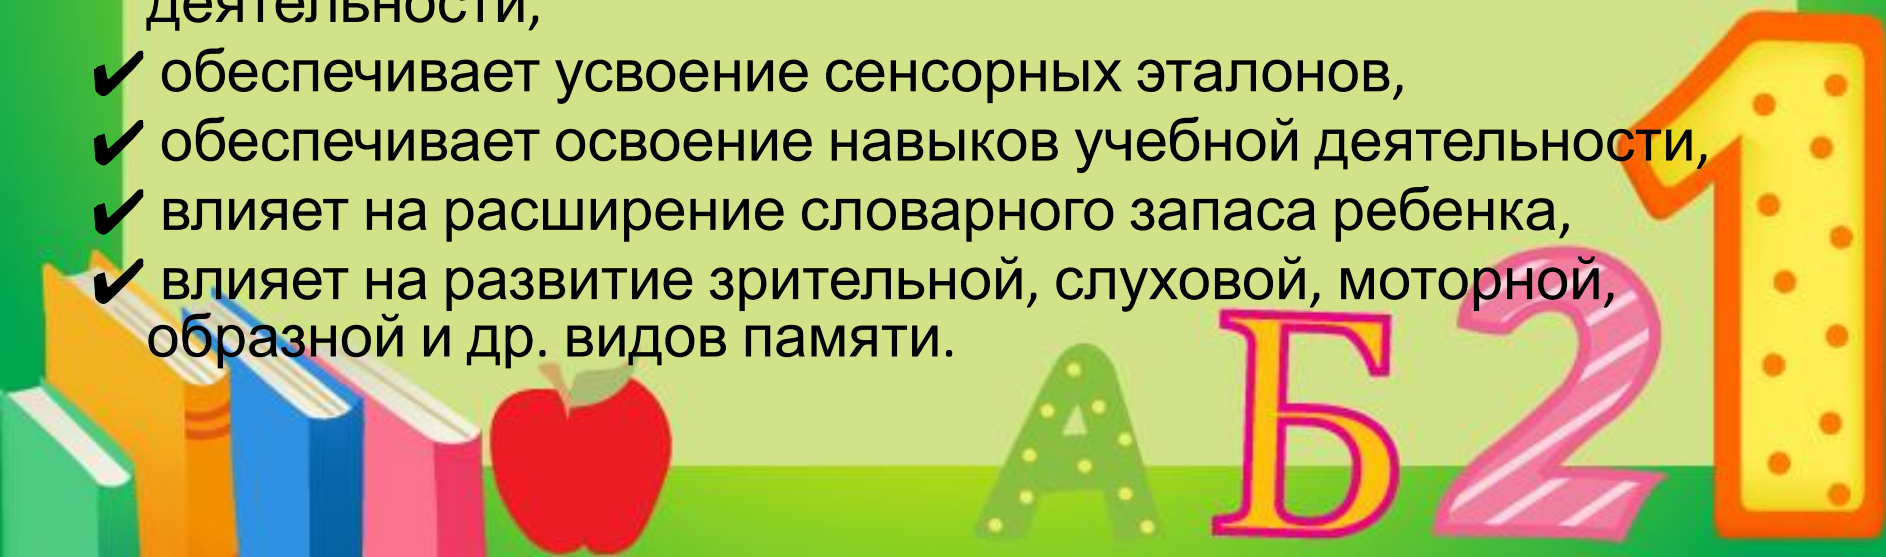 деятельности,
✔ обеспечивает усвоение сенсорных эталонов,
✔ обеспечивает освоение навыков учебной деятельности,
✔ влияет на расширение словарного запаса ребенка,
✔ влияет на развитие зрительной, слуховой, моторной,
образной и др. видов памяти.
А Б 2 1